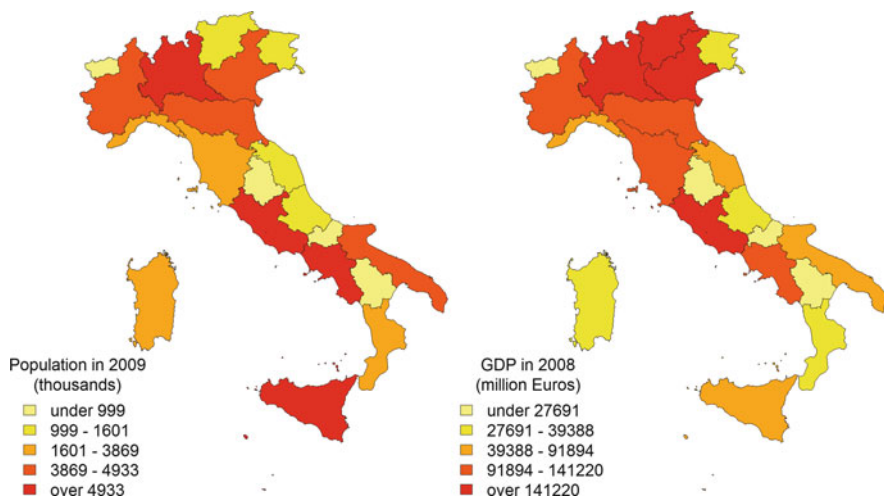 Population in 2009
(thousands)
under 999
999 - 1601
1601 - 3869
3869 - 4933
over 4933
GDP in 2008
(million Euros)
under 27691
27691 - 39388
39388 - 91894
91894 - 141220
over 141220